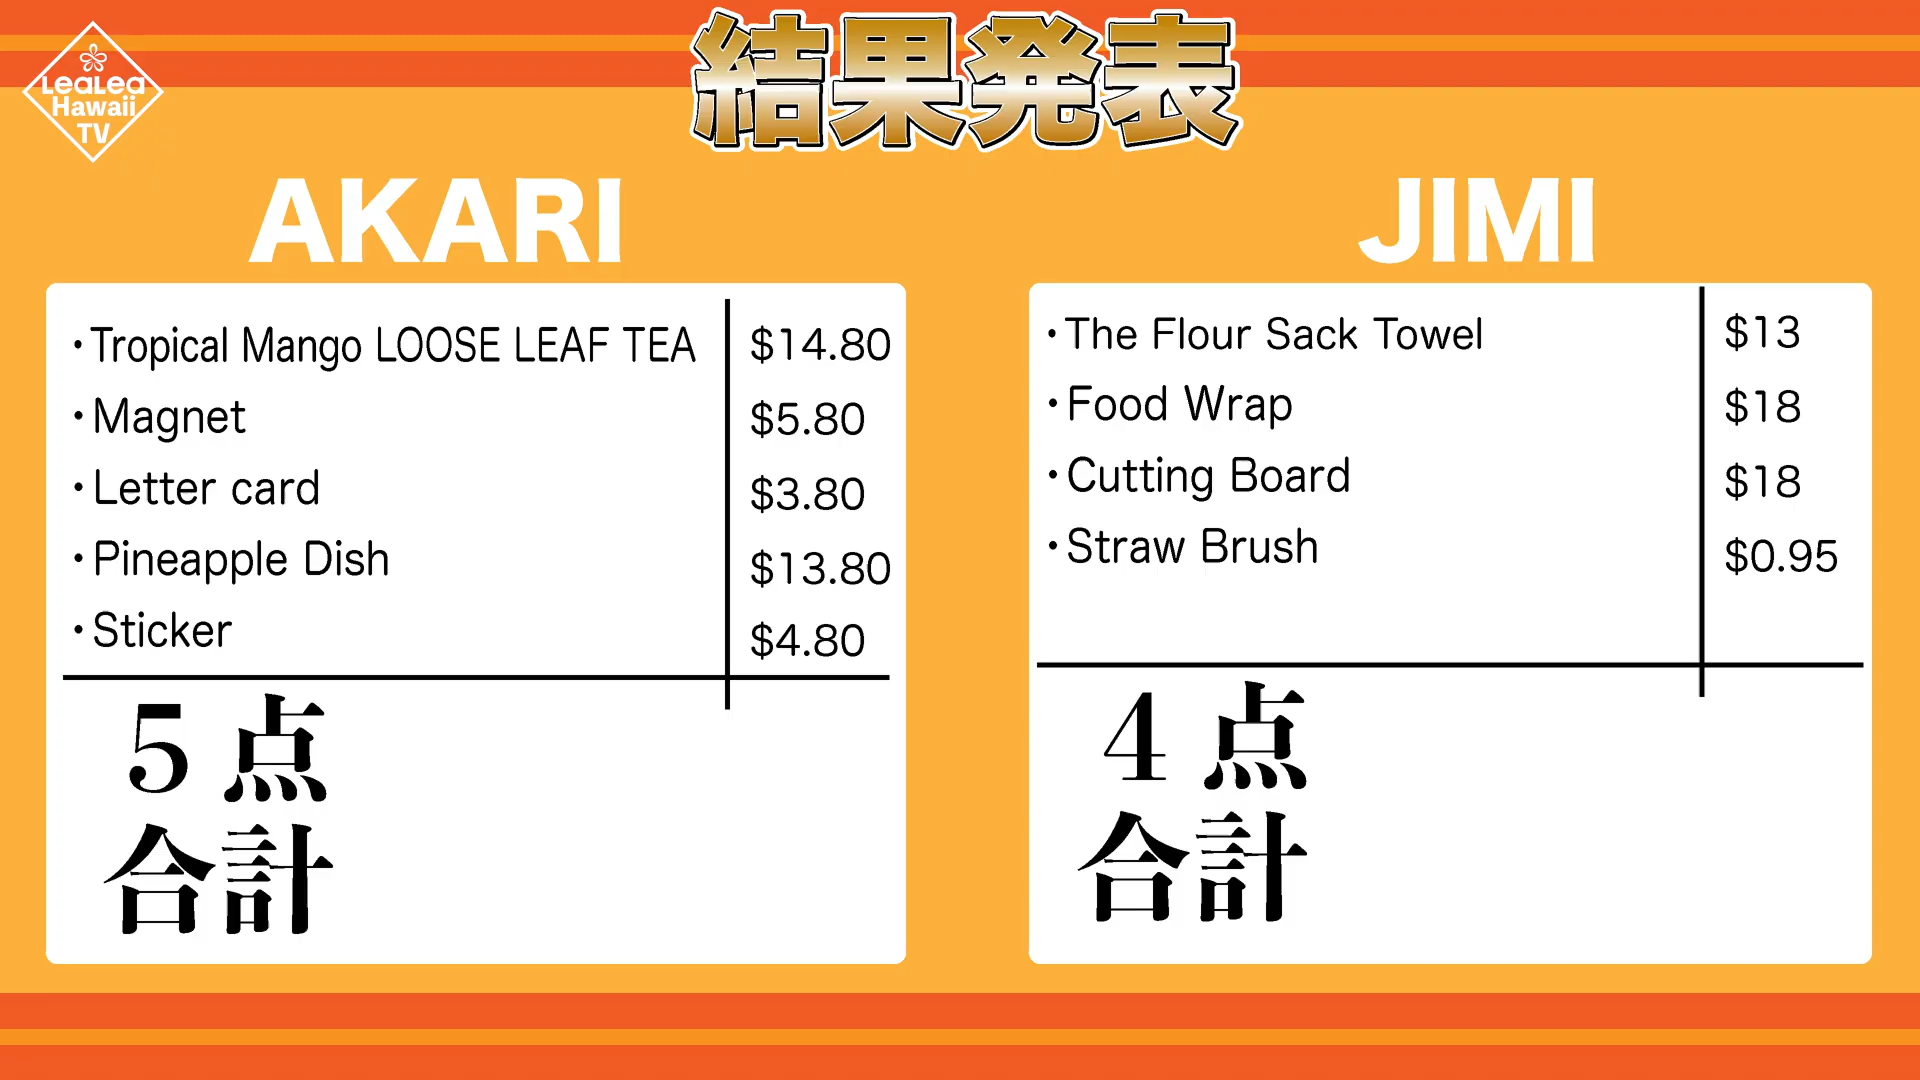 結果発表
LeaLea
Hawaii
TV
AKARI
・Tropical Mango LOOSE LEAF TEA $14.80
・Magnet $5.80
・Letter card $3.80
・Pineapple Dish $13.80
・Sticker $4.80
5点
合計
JIMI
・The Flour Sack Towel $13
・Food Wrap $18
・Cutting Board $18
・Straw Brush $0.95
4点
合計